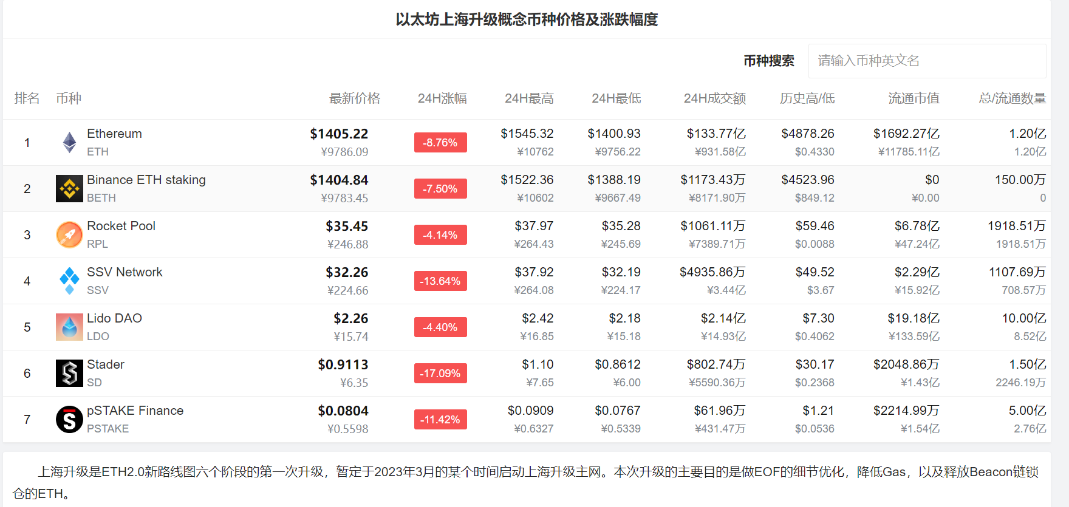 以太坊上海升级概念币种价格及涨跌幅度
币种搜索 请输入币种英文名
排名 币种 最新价格 24H涨幅 24H最高 24H最低 24H成交额 历史高/低 流通市值 总/流通数量
1 Ethereum $1405.22 -8.76% $1545.32 $1400.93 $133.77亿 $4878.26 $1692.27亿 1.20亿
ETH ¥9786.09 ¥10762 ¥9756.22 ¥931.58亿 $0.4330 ¥11785.11亿 1.20亿
2 Binance ETH staking $1404.84 -7.50% $1522.36 $1388.19 $1173.43万 $4523.96 $0 150.00万
BETH ¥9783.45 ¥10602 ¥9667.49 ¥8171.90万 $849.12 ¥0.00 0
3 Rocket Pool $35.45 -4.14% $37.97 $35.28 $1061.11万 $59.46 $6.78亿 1918.51万
RPL ¥246.88 ¥264.43 ¥245.69 ¥7389.71万 $0.0088 ¥47.24亿 1918.51万
4 SSV Network $32.26 -13.64% $37.92 $32.19 $4935.86万 $49.52 $2.29亿 1107.69万
SSV ¥224.66 ¥264.08 ¥224.17 ¥3.44亿 $3.67 ¥15.92亿 708.57万
5 Lido DAO $2.26 -4.40% $2.42 $2.18 $2.14亿 $7.30 $19.18亿 10.00亿
LDO ¥15.74 ¥16.85 ¥15.18 ¥14.93亿 $0.4062 ¥133.59亿 8.52亿
6 Stader $0.9113 -17.09% $1.10 $0.8612 $802.74万 $30.17 $2048.86万 1.50亿
SD ¥6.35 ¥7.65 ¥6.00 ¥5590.36万 $0.2368 ¥1.43亿 2246.19万
7 pSTAKE Finance $0.0804 -11.42% $0.0909 $0.0767 $61.96万 $1.21 $2214.99万 5.00亿
PSTAKE ¥0.5598 ¥0.6327 ¥0.5339 ¥431.47万 $0.0536 ¥1.54亿 2.76亿
上海升级是ETH2.0新路线图六个阶段的第一次升级，暂定于2023年3月的某个时间启动上海升级主网。本次升级的主要目的是做EOF的细节优化，降低Gas，以及释放Beacon链锁
仓的ETH。